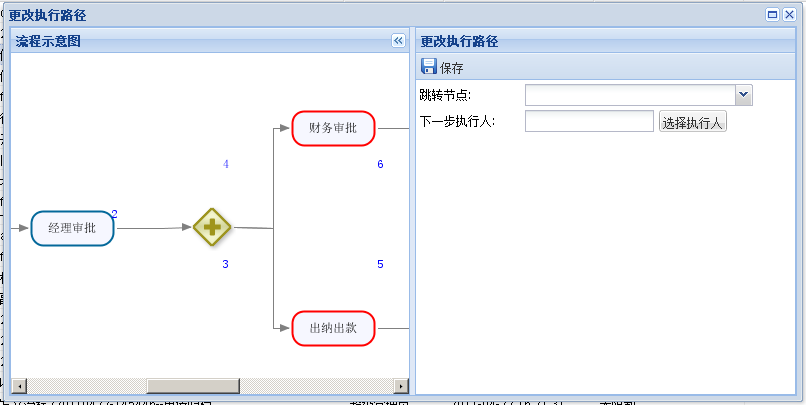 更改执行路径
流程示意图
更改执行路径
保存
跳转节点:
下一步执行人:
选择执行人
财务审批
4
6
2
经理审批
3
5
出纳出款